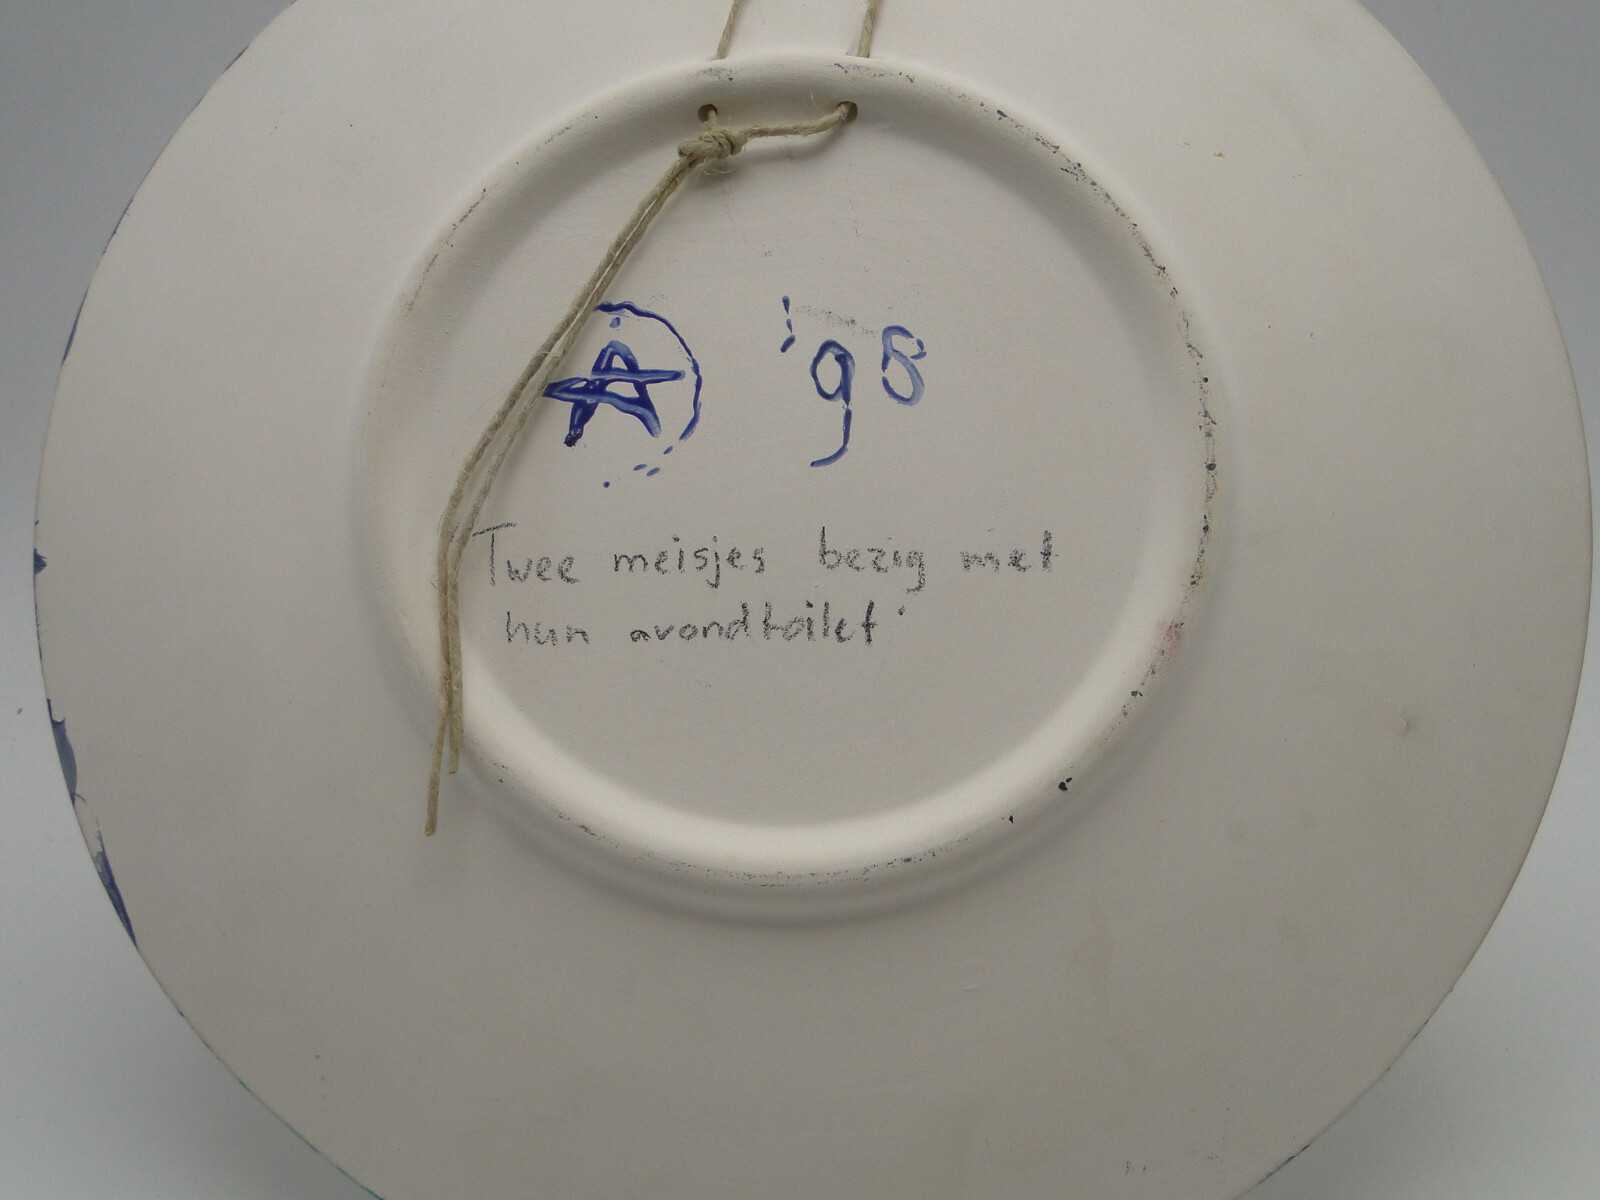 A '98
Twee meisjes bezig met
hun avondtoilet'